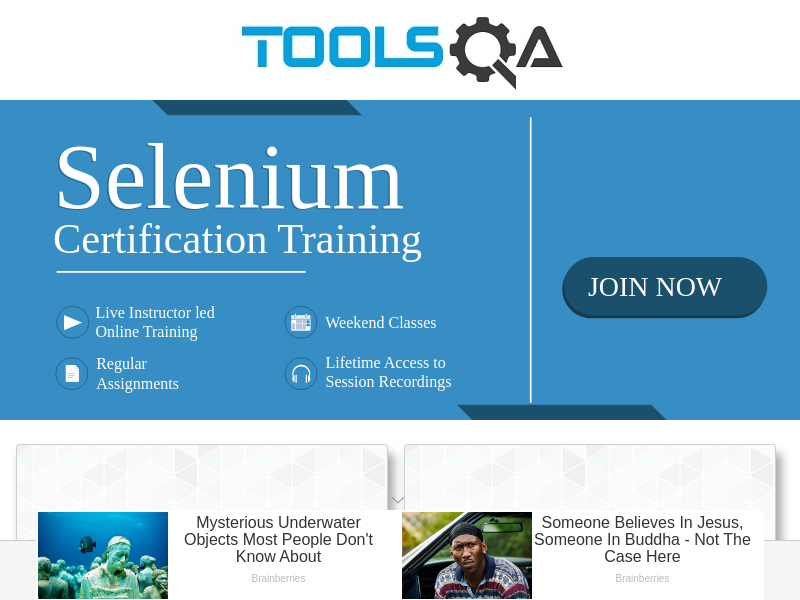 TOOLSQA
Selenium
Certification Training
JOIN NOW
Live Instructor led
Online Training
Weekend Classes
Regular
Assignments
Lifetime Access to
Session Recordings
Mysterious Underwater
Objects Most People Don't
Know About
Brainberries
Someone Believes In Jesus,
Someone In Buddha - Not The
Case Here
Brainberries